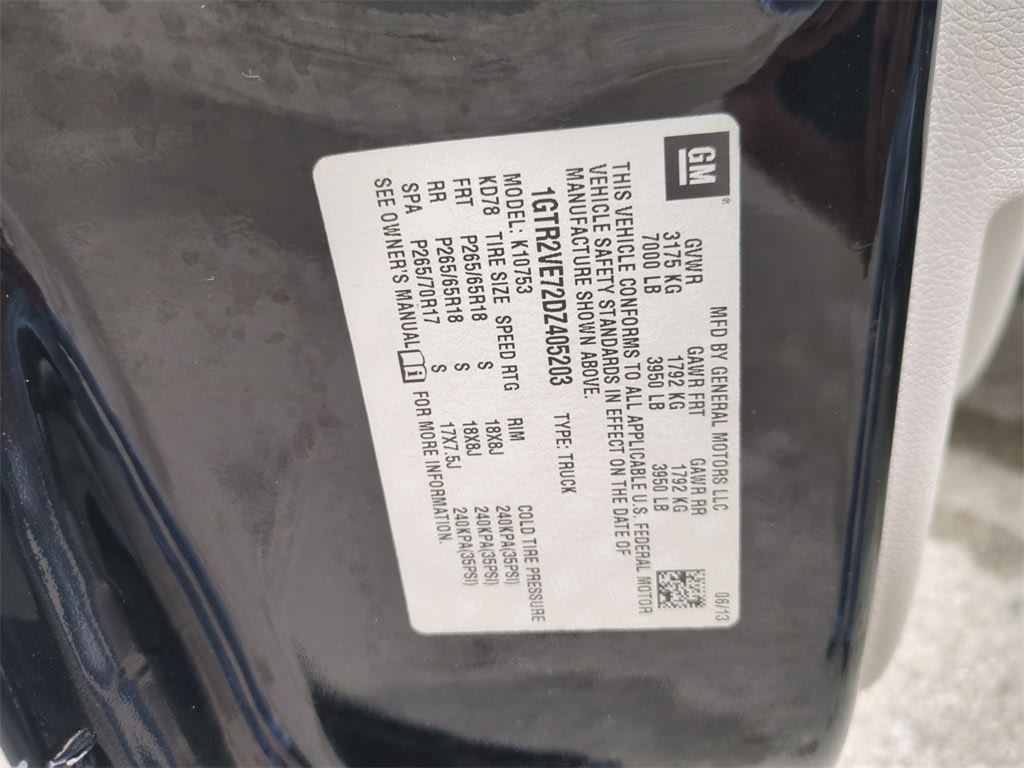 GM®
MFD BY GENERAL MOTORS LLC 06/13
GVWR GAWR FRT GAWR RR
3175 KG 1792 KG 1792 KG
7000 LB 3950 LB 3950 LB
THIS VEHICLE CONFORMS TO ALL APPLICABLE U.S. FEDERAL MOTOR
VEHICLE SAFETY STANDARDS IN EFFECT ON THE DATE OF
MANUFACTURE SHOWN ABOVE.
1GTR2VE72DZ405203 TYPE: TRUCK
MODEL: K10753 COLD TIRE PRESSURE
KD78 TIRE SIZE SPEED RTG RIM
FRT P265/65R18 S 18X8J 240KPA(35PSI)
RR P265/65R18 S 18X8J 240KPA(35PSI)
SPA P265/70R17 S 17X7.5J 240KPA(35PSI)
SEE OWNER'S MANUAL i FOR MORE INFORMATION.